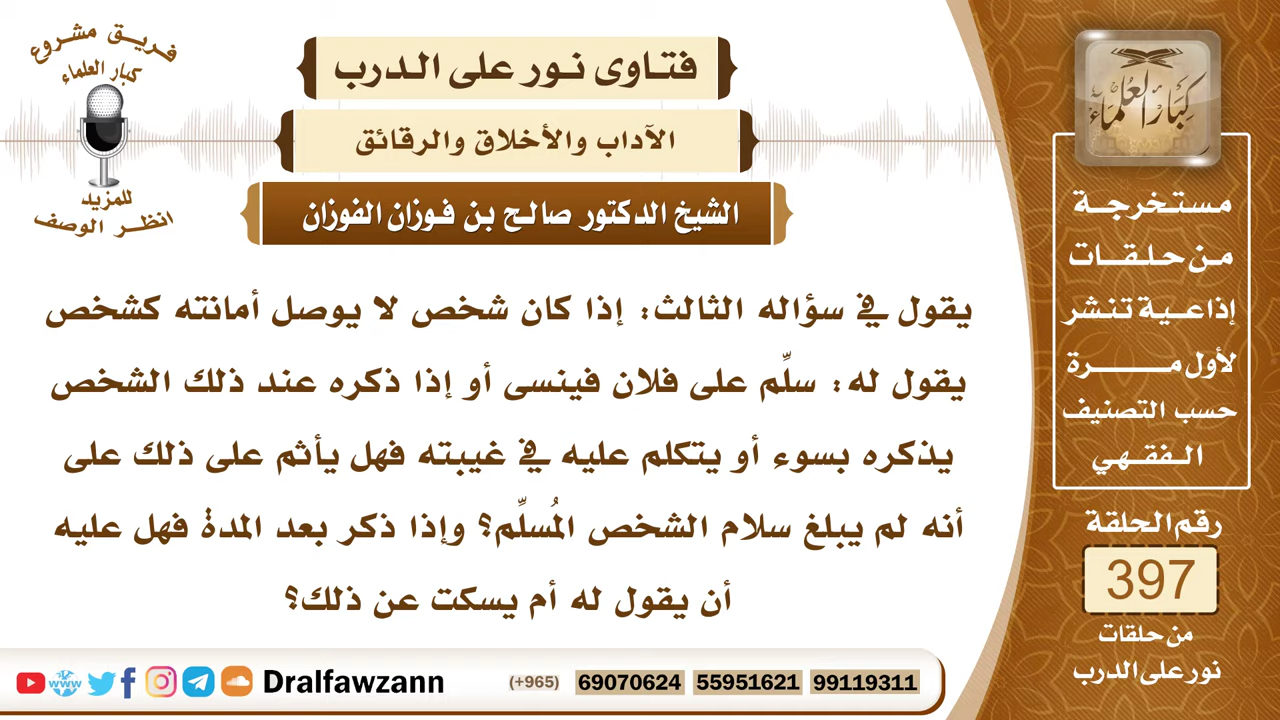 فريق مشروع
كبار العلماء
للمزيد
انظر الوصف
فتاوى نور على الدرب
الآداب والأخلاق والرقائق
الشيخ الدكتور صالح بن فوزان الفوزان
يقول في سؤاله الثالث: إذا كان شخص لا يوصل أمانته كشخص
يقول له: سلِّم على فلان فينسى أو إذا ذكره عند ذلك الشخص
يذكره بسوء أو يتكلم عليه في غيبته فهل يأثم على ذلك على
أنه لم يبلغ سلام الشخص المُسلِّم؟ وإذا ذكر بعد المدة فهل عليه
أن يقول له أم يسكت عن ذلك؟
كبار العلماء
مستخرجة
من حلقات
إذاعية تنشر
لأول مرة
حسب التصنيف
الفقهي
رقم الحلقة
397
من حلقات
نور على الدرب
www Dralfawzann (+965) 69070624 55951621 99119311